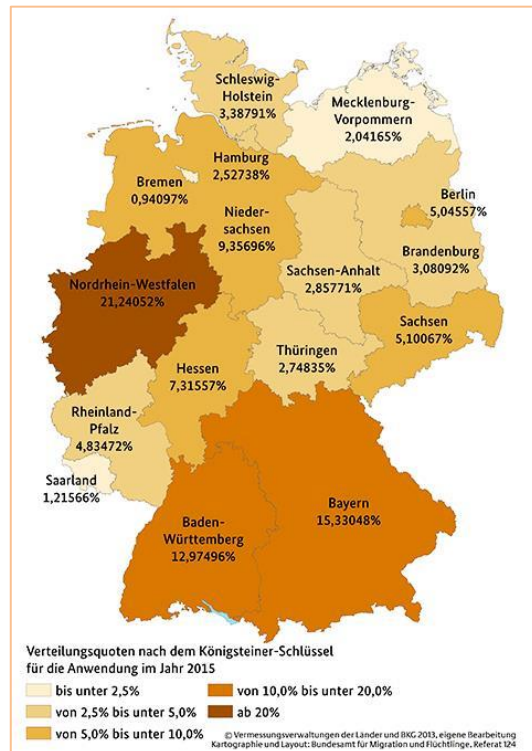 Schleswig-
Holstein
3,38791%
Mecklenburg-
Vorpommern
2,04165%
Hamburg
2,52738%
Bremen
0,94097%
Nieder-
sachsen
9,35696%
Berlin
5,04557%
Brandenburg
3,08092%
Sachsen-Anhalt
2,85771%
Nordrhein-Westfalen
21,24052%
Sachsen
5,10067%
Thüringen
2,74835%
Hessen
7,31557%
Rheinland-
Pfalz
4,83472%
Saarland
1,21566%
Baden-
Württemberg
12,97496%
Bayern
15,33048%
Verteilungsquoten nach dem Königsteiner-Schlüssel
für die Anwendung im Jahr 2015
bis unter 2,5%
von 2,5% bis unter 5,0%
von 5,0% bis unter 10,0%
von 10,0% bis unter 20,0%
ab 20%
© Vermessungsverwaltungen der Länder und BKG 2013, eigene Bearbeitung
Kartographie und Layout: Bundesamt für Migration und Flüchtlinge, Referat 124